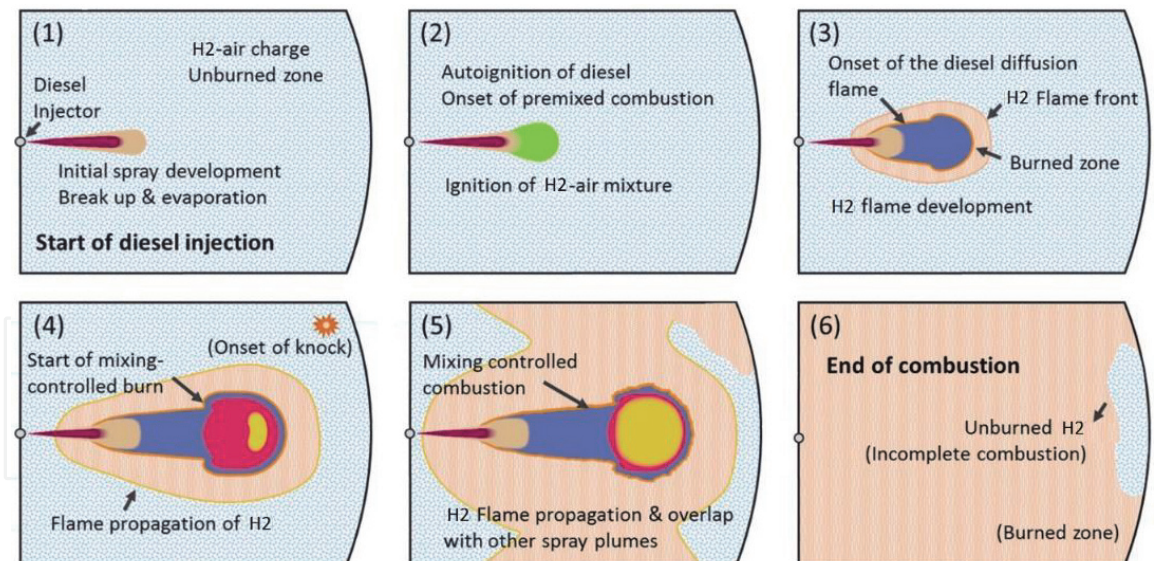 (1)
H2-air charge
Unburned zone
Diesel
Injector
Initial spray development
Break up & evaporation
Start of diesel injection
(2)
Autoignition of diesel
Onset of premixed combustion
Ignition of H2-air mixture
(3)
Onset of the diesel diffusion
flame
H2 Flame front
Burned zone
H2 flame development
(4)
(Onset of knock)
Start of mixing-
controlled burn
Flame propagation of H2
(5)
Mixing controlled
combustion
H2 Flame propagation & overlap
with other spray plumes
(6)
End of combustion
Unburned H2
(Incomplete combustion)
(Burned zone)